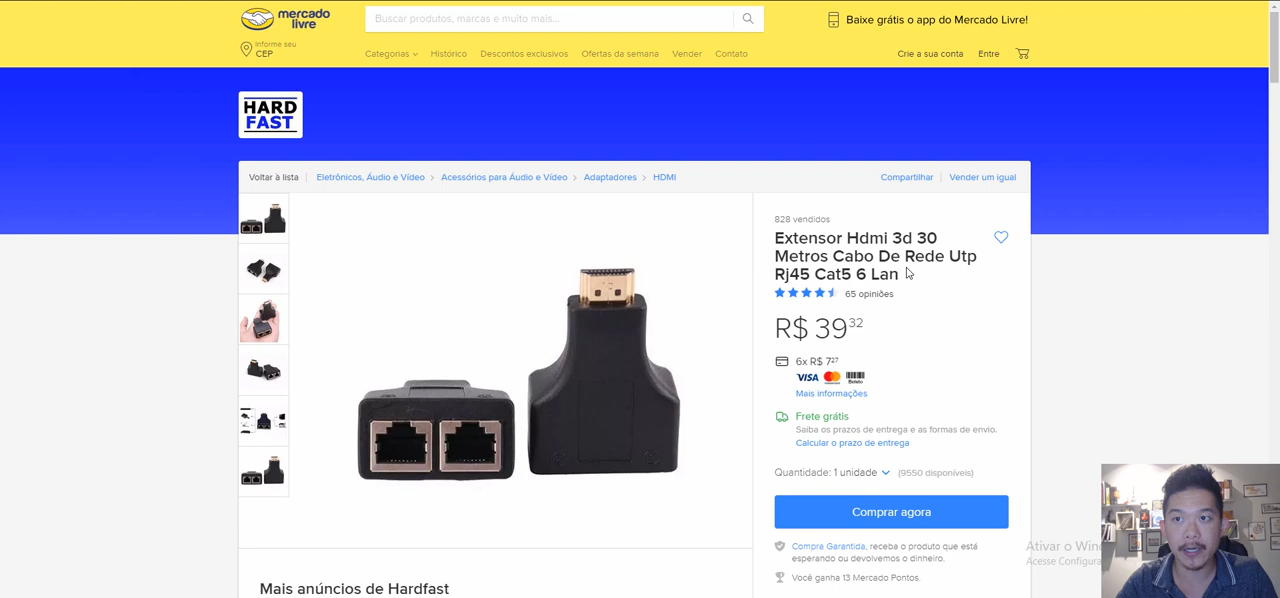 mercado
livre
Buscar produtos, marcas e muito mais...
Baixe grátis o app do Mercado Livre!
Informe seu
CEP
Categorias
Histórico
Descontos exclusivos
Ofertas da semana
Vender
Contato
Crie a sua conta
Entre
HARD
FAST
Voltar à lista
Eletrônicos, Áudio e Vídeo
Acessórios para Áudio e Vídeo
Adaptadores
HDMI
Compartilhar
Vender um igual
828 vendidos
Extensor Hdmi 3d 30
Metros Cabo De Rede Utp
Rj45 Cat5 6 Lan
65 opiniões
R$ 39 32
6x R$ 7 27
VISA
Boleto
Mais informações
Frete grátis
Saiba os prazos de entrega e as formas de envio.
Calcular o prazo de entrega
Quantidade: 1 unidade (9550 disponíveis)
Comprar agora
Compra Garantida, receba o produto que está
esperando ou devolvemos o dinheiro.
Você ganha 13 Mercado Pontos.
Ativar o Win
Acesse Configura
Mais anúncios de Hardfast